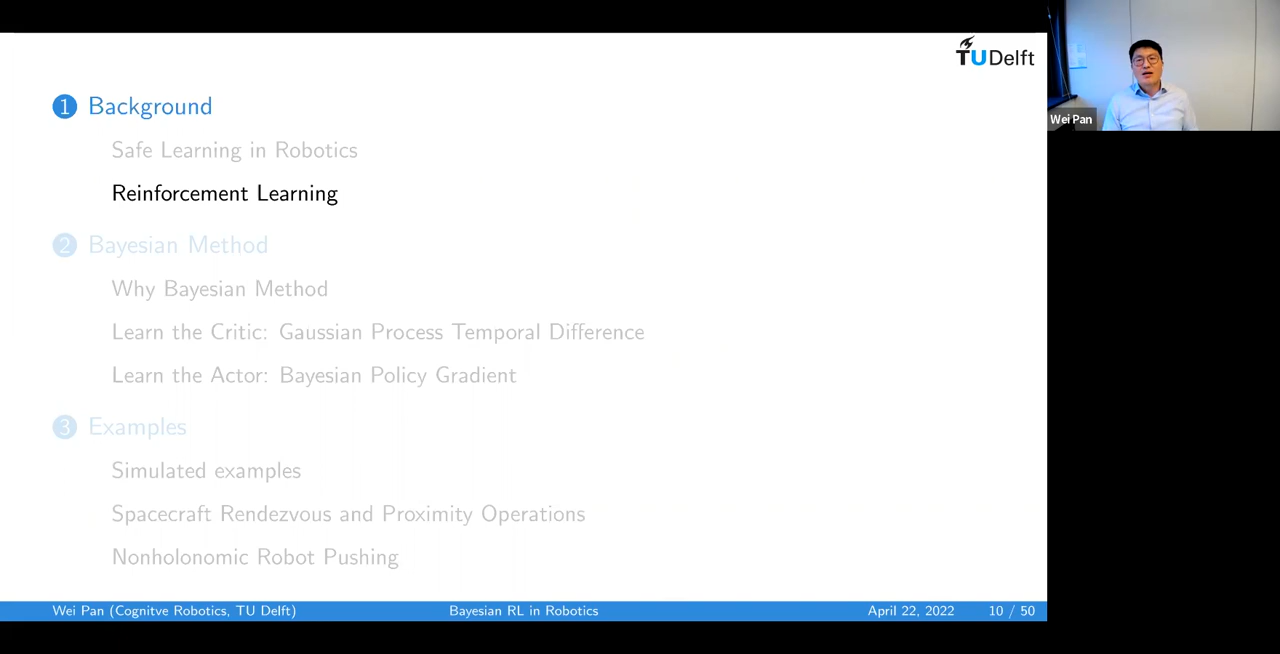 TUDelft
Wei Pan
1 Background
Safe Learning in Robotics
Reinforcement Learning
2 Bayesian Method
Why Bayesian Method
Learn the Critic: Gaussian Process Temporal Difference
Learn the Actor: Bayesian Policy Gradient
3 Examples
Simulated examples
Spacecraft Rendezvous and Proximity Operations
Nonholonomic Robot Pushing
Wei Pan (Cognitve Robotics, TU Delft) Bayesian RL in Robotics April 22, 2022 10 / 50